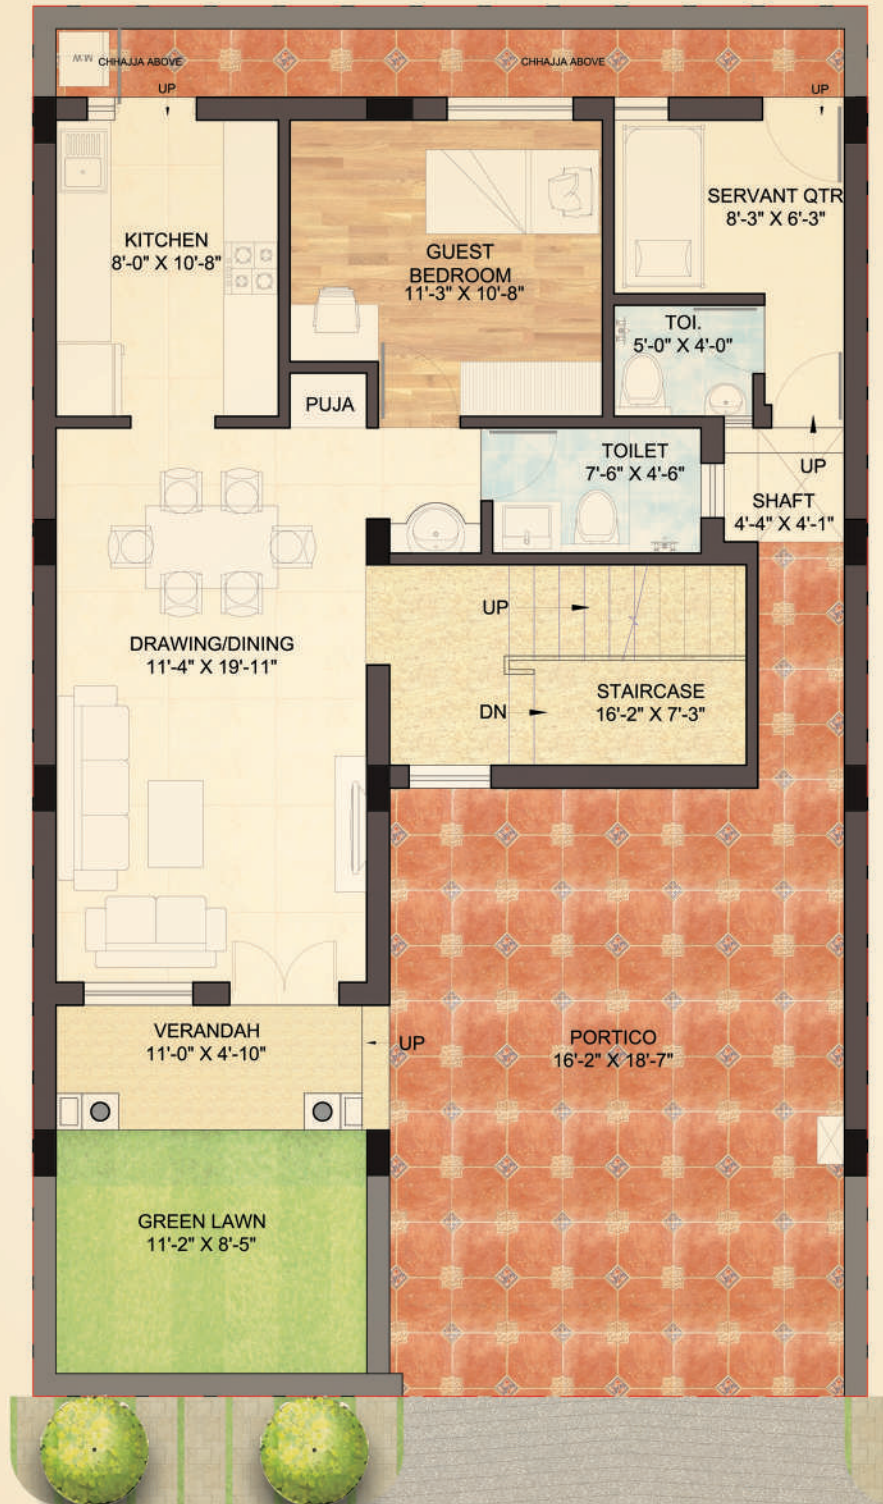 M.W
CHHAJJA ABOVE
CHHAJJA ABOVE
UP
UP
SERVANT QTR
8'-3" X 6'-3"
KITCHEN
8'-0" X 10'-8"
GUEST
BEDROOM
11'-3" X 10'-8"
TOI.
5'-0" X 4'-0"
PUJA
TOILET
7'-6" X 4'-6"
UP
SHAFT
4'-4" X 4'-1"
UP
DRAWING/DINING
11'-4" X 19'-11"
STAIRCASE
16'-2" X 7'-3"
DN
VERANDAH
11'-0" X 4'-10"
UP
PORTICO
16'-2" X 18'-7"
GREEN LAWN
11'-2" X 8'-5"